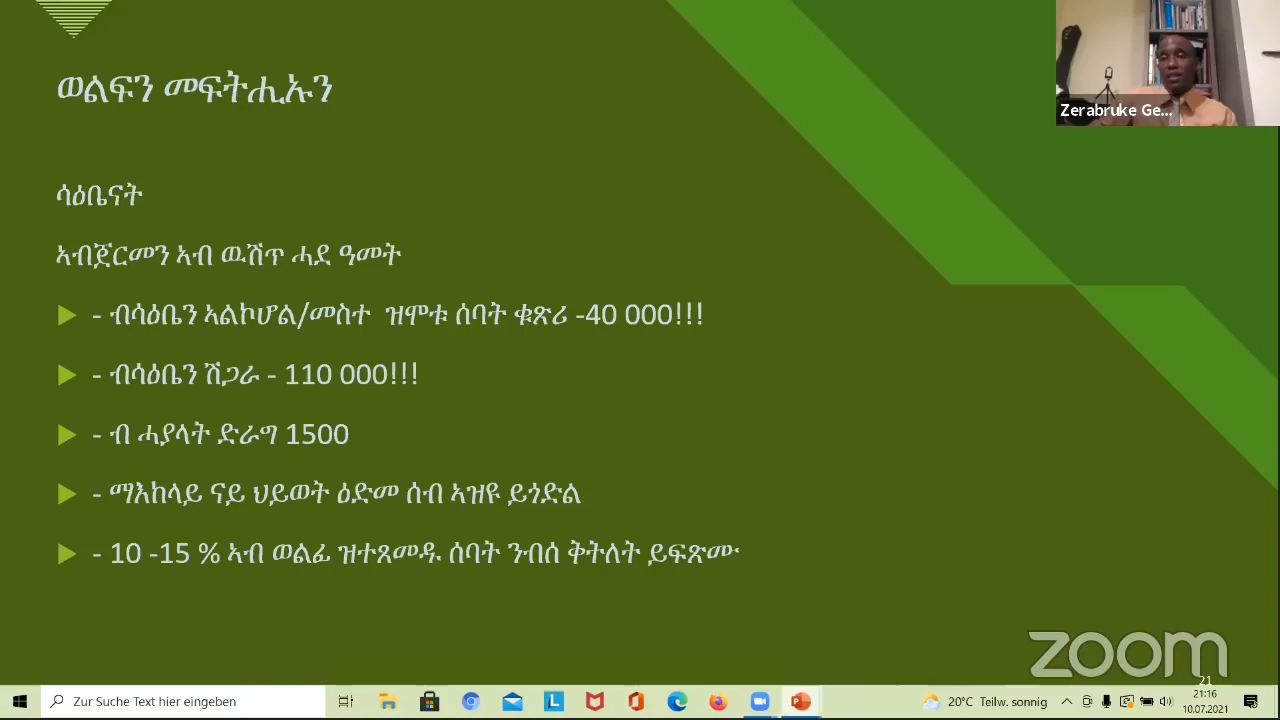 ወልፍን መፍትሒኡን
Zerabruke Ge...
ሳዕቤናት
ኣብጀርመን ኣብ ዉሽጥ ሓደ ዓመት
- ብሳዕቤን ኣልኮሆል/መስተ ዝሞቱ ሰባት ቁጽሪ -40 000!!!
- ብሳዕቤን ሽጋራ - 110 000!!!
- ብ ሓያላት ድራግ 1500
- ማእከላይ ናይ ህይወት ዕድመ ሰብ ኣዝዩ ይጎድል
- 10 -15 % ኣብ ወልፊ ዝተጸመዱ ሰባት ንብሰ ቅትለት ይፍጽሙ
zoom
21
Zur Suche Text hier eingeben
20°C Teilw. sonnig
21:16
10.07.2021